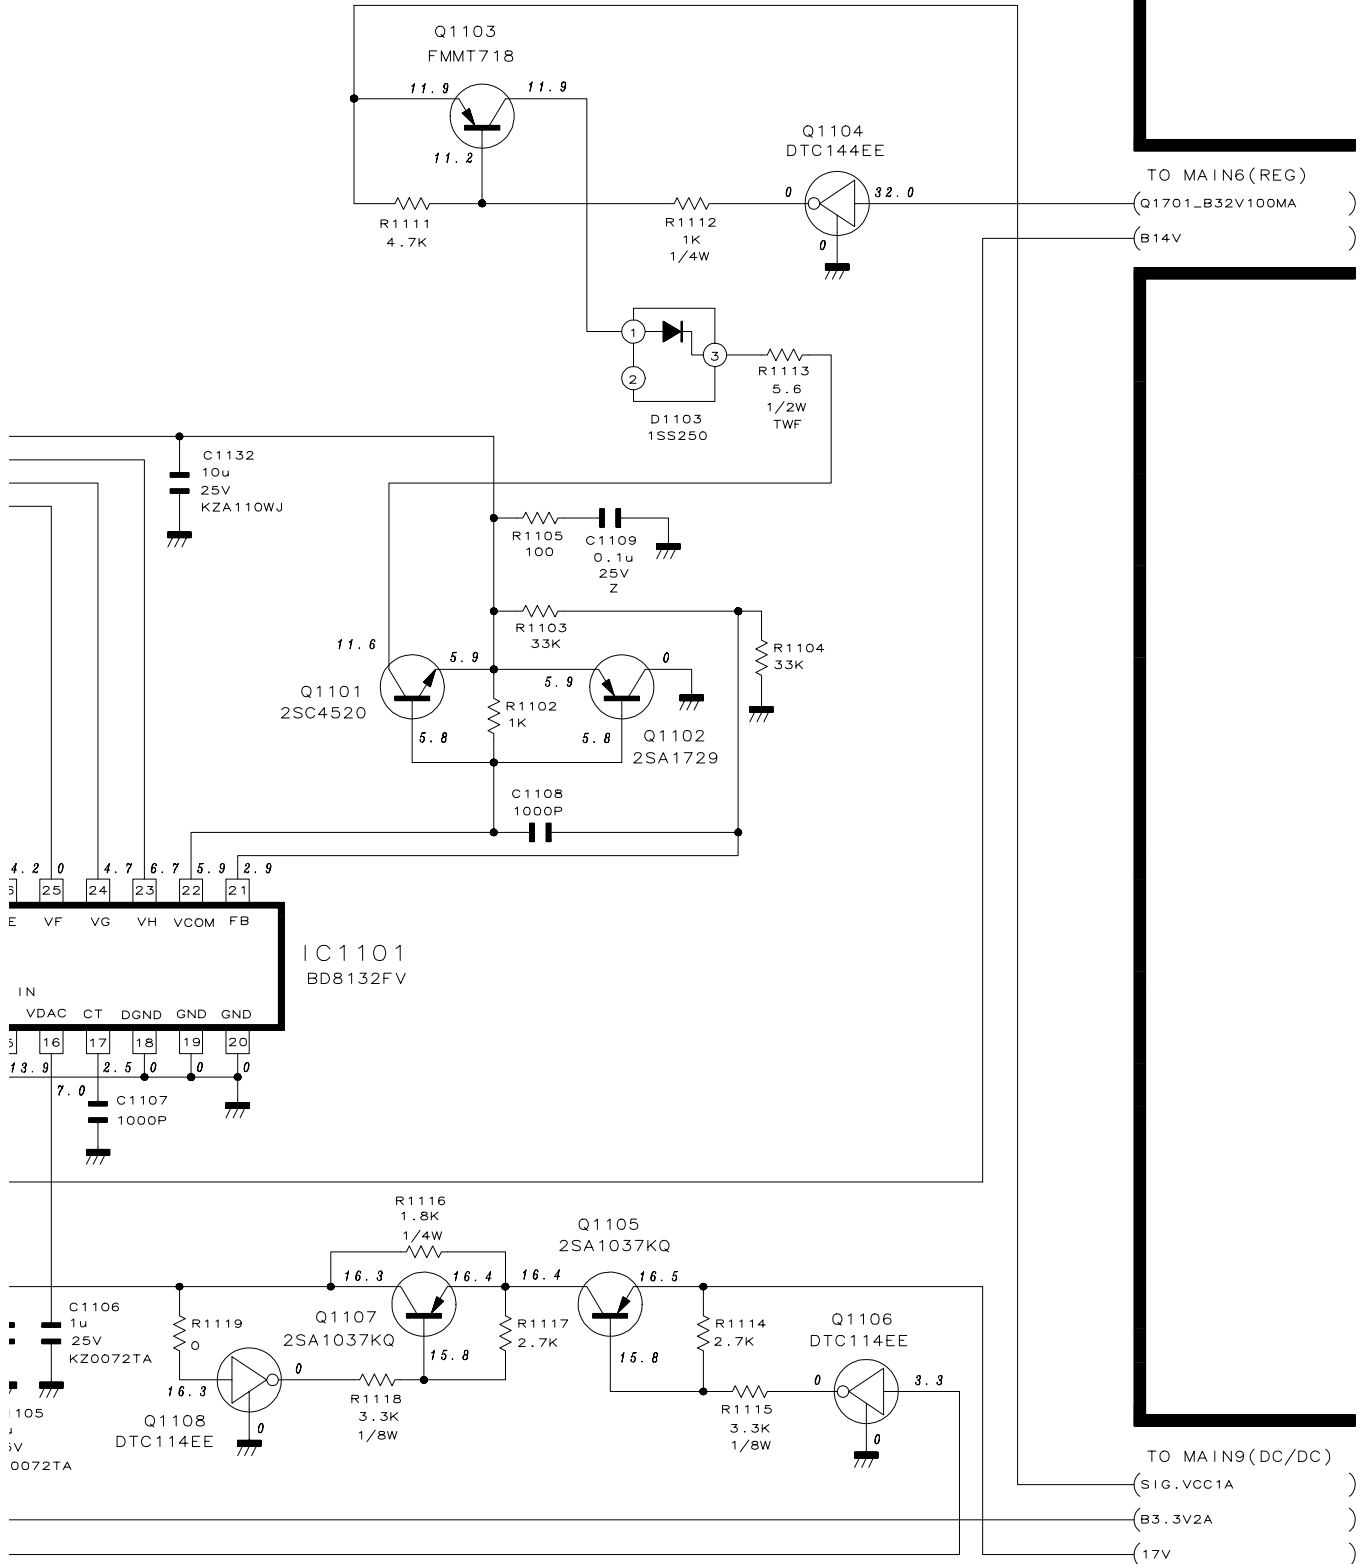 Q1103
FMMT718
11.9
11.9
11.2
Q1104
DTC144EE
0
32.0
0
TO MAIN6(REG)
(Q1701_B32V100MA )
(B14V )
R1111
4.7K
R1112
1K
1/4W
1
2
3
D1103
1SS250
R1113
5.6
1/2W
TWF
C1132
10u
25V
KZA110WJ
R1105
100
C1109
0.1u
25V
Z
R1103
33K
R1104
33K
11.6
5.9
5.9
0
Q1101
2SC4520
R1102
1K
5.8
5.8
Q1102
2SA1729
C1108
1000P
4.2 0 4.7 6.7 5.9 2.9
25 24 23 22 21
E VF VG VH VCOM FB
IC1101
BD8132FV
IN
VDAC CT DGND GND GND
16 17 18 19 20
13.9 2.5 0 0 0
7.0
C1107
1000P
R1116
1.8K
1/4W
Q1105
2SA1037KQ
16.3
16.4
16.4
16.5
C1106
1u
25V
KZ0072TA
R1119
0
Q1107
2SA1037KQ
R1117
2.7K
R1114
2.7K
Q1106
DTC114EE
15.8
15.8
0
16.3
0
3.3
R1118
3.3K
1/8W
R1115
3.3K
1/8W
Q1108
DTC114EE
0
0
1105
5V
0072TA
TO MAIN9(DC/DC)
(SIG.VCC1A )
(B3.3V2A )
(17V )